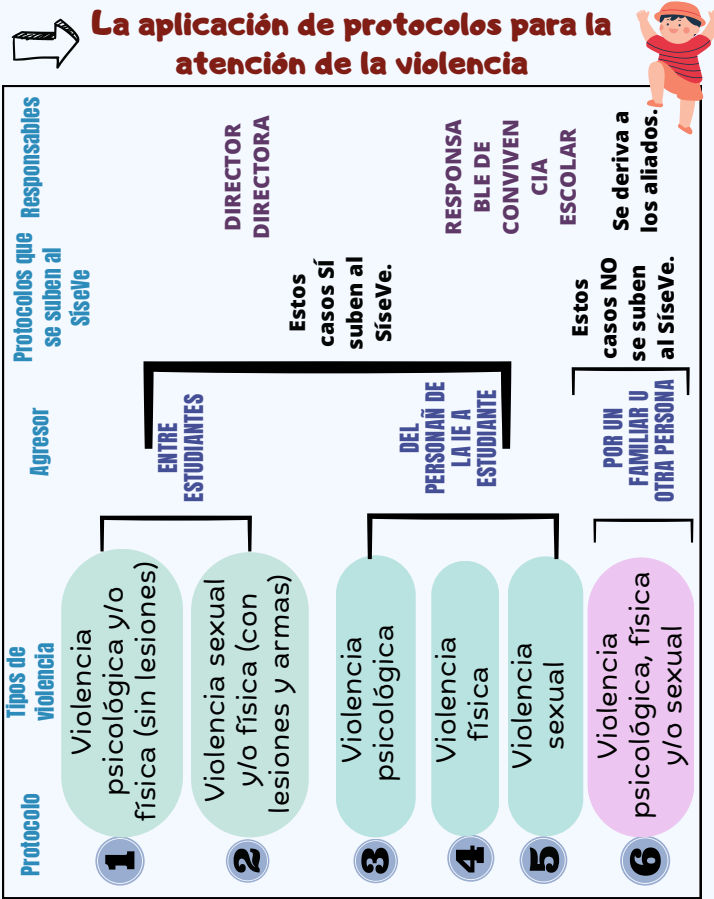 La aplicación de protocolos para la
atención de la violencia
Protocolo
Tipos de
violencia
Agresor
Protocolos que
se suben al
SíseVe
Responsables
1
Violencia
psicológica y/o
física (sin lesiones)
2
Violencia sexual
y/o física (con
lesiones y armas)
ENTRE
ESTUDIANTES
3
Violencia
psicológica
4
Violencia
física
5
Violencia
sexual
DEL
PERSONAÑ DE
LA IE A
ESTUDIANTE
Estos
casos SÍ
suben al
SíseVe.
DIRECTOR
DIRECTORA
RESPONSA
BLE DE
CONVIVEN
CIA
ESCOLAR
6
Violencia
psicológica, física
y/o sexual
POR UN
FAMILIAR U
OTRA PERSONA
Estos
casos NO
se suben
al SíseVe.
Se deriva a
los aliados.